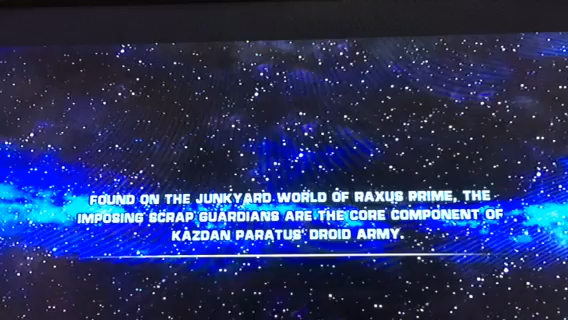 FOUND ON THE JUNKYARD WORLD OF RAXUS PRIME, THE
IMPOSING SCRAP GUARDIANS ARE THE CORE COMPONENT OF
KAZDAN PARATUS' DROID ARMY.